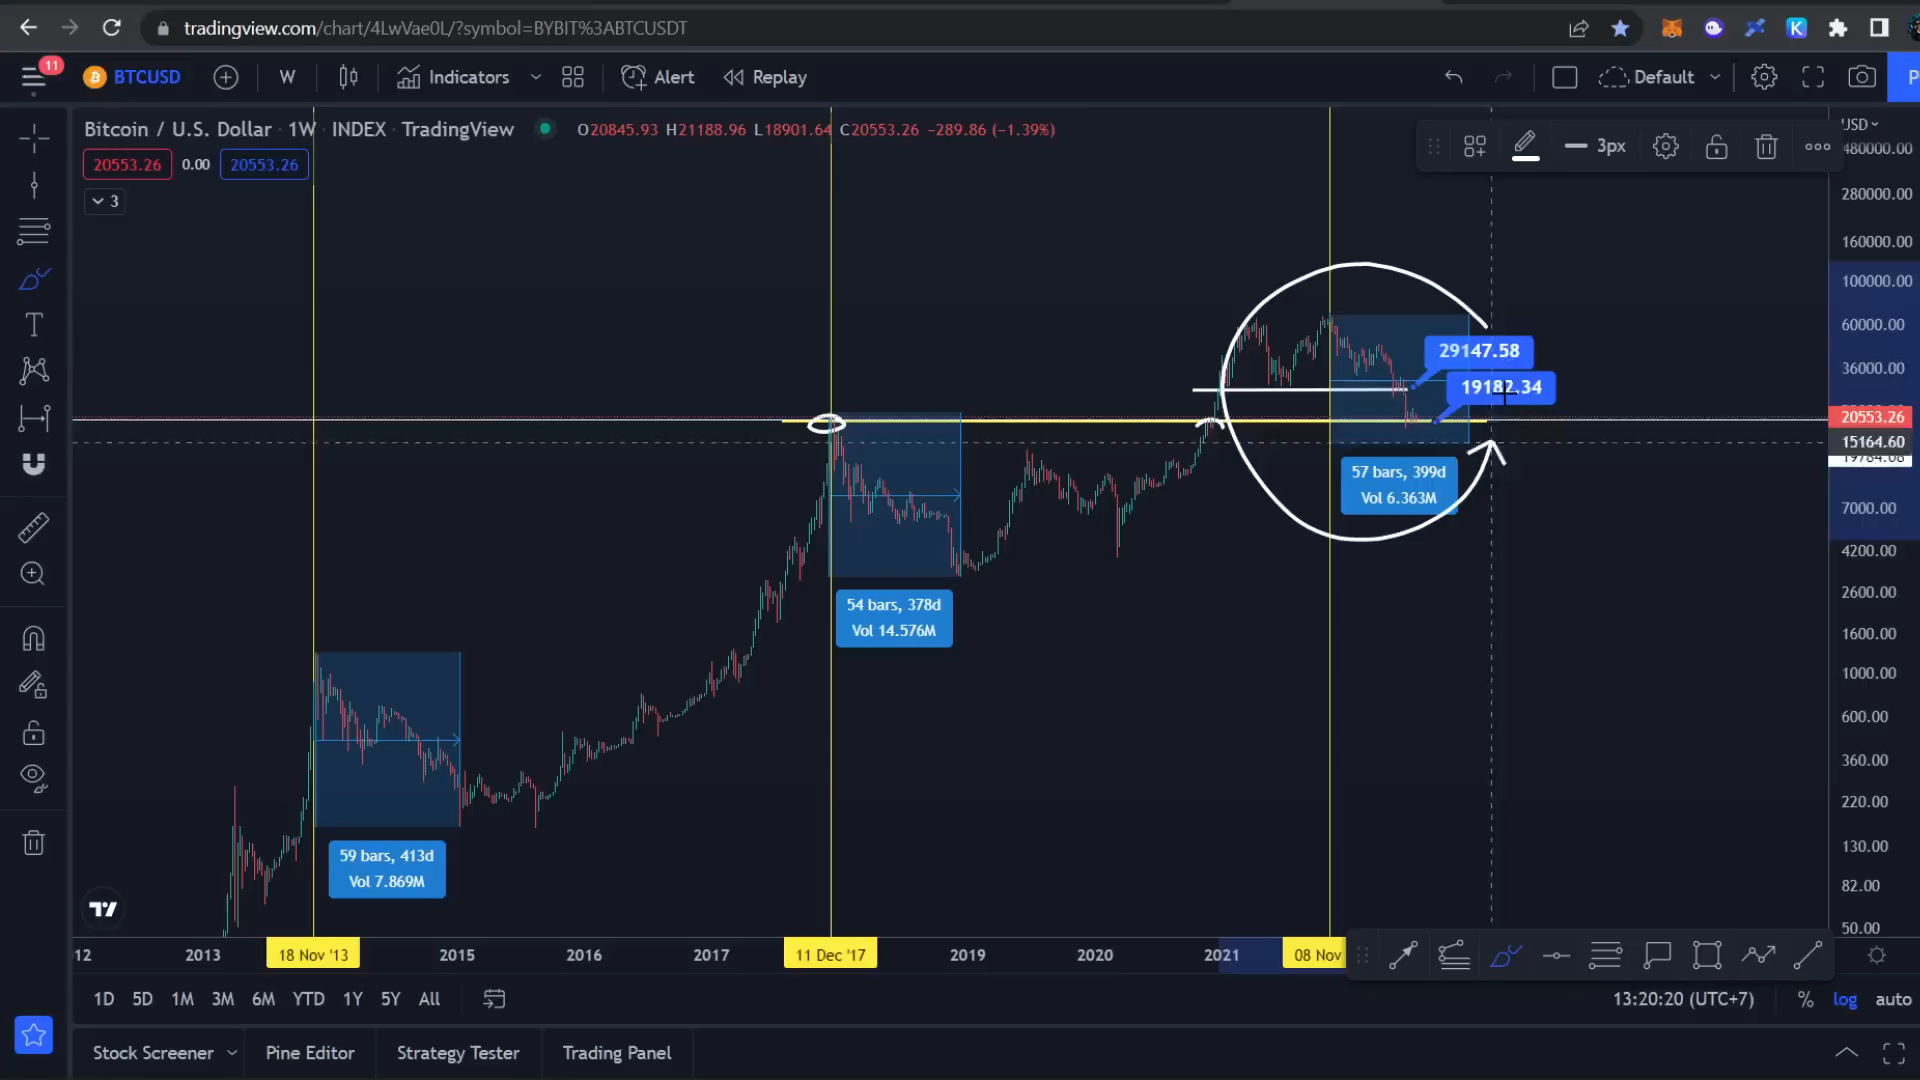 tradingview.com/chart/4LwVae0L/?symbol=BYBIT%3ABTCUSDT
11
BTCUSD
W
Indicators
Alert
Replay
Default
P
Bitcoin / U.S. Dollar · 1W · INDEX · TradingView
O20845.93 H21188.96 L18901.64 C20553.26 −289.86 (−1.39%)
USD
3px
20553.26
0.00
20553.26
3
480000.00
280000.00
160000.00
100000.00
60000.00
36000.00
20553.26
15164.60
7000.00
4200.00
2600.00
1600.00
1000.00
600.00
360.00
220.00
130.00
82.00
50.00
29147.58
19182.34
57 bars, 399d
Vol 6.363M
54 bars, 378d
Vol 14.576M
59 bars, 413d
Vol 7.869M
12
2013
18 Nov '13
2015
2016
2017
11 Dec '17
2019
2020
2021
08 Nov
1D
5D
1M
3M
6M
YTD
1Y
5Y
All
13:20:20 (UTC+7)
%
log
auto
Stock Screener
Pine Editor
Strategy Tester
Trading Panel